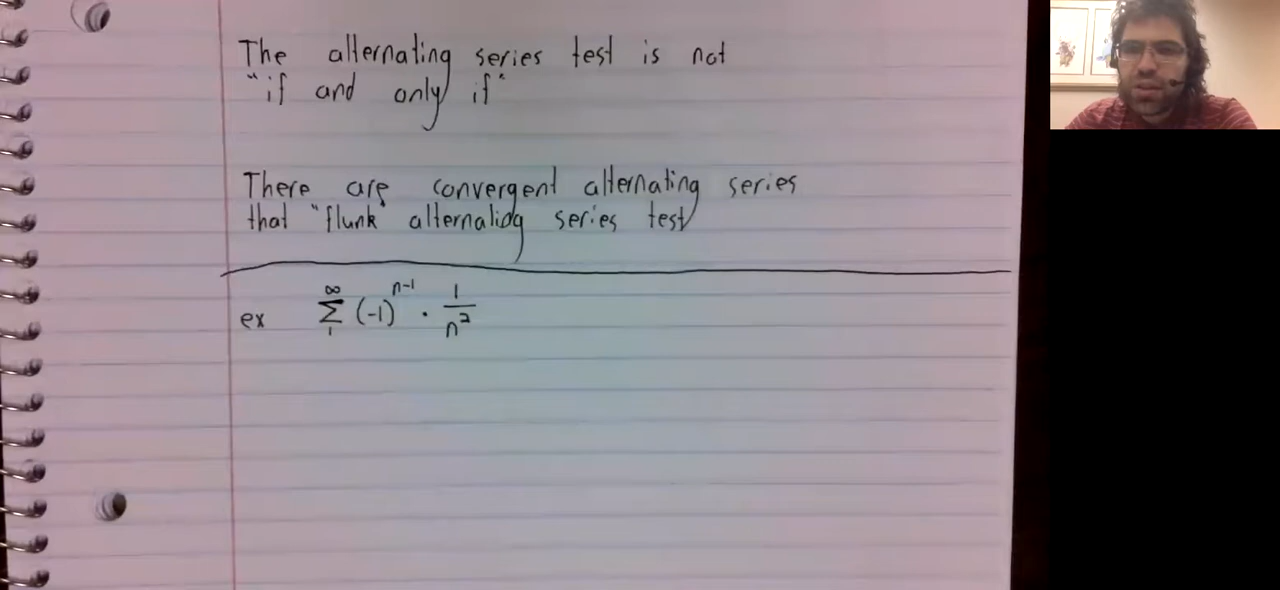 The alternating series test is not
"if and only if"
There are convergent alternating series
that "flunk" alternatidg series test
ex ∑_1^∞ (-1)^{n-1} · 1/n^2